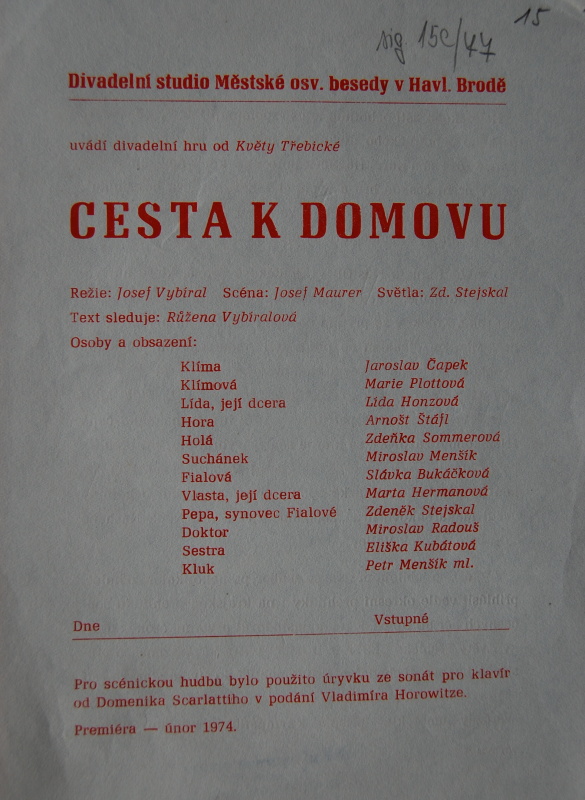 15
sig 15c/47
Divadelní studio Městské osv. besedy v Havl. Brodě
uvádí divadelní hru od Květy Třebické
CESTA K DOMOVU
Režie: Josef Vybíral Scéna: Josef Maurer Světla: Zd. Stejskal
Text sleduje: Růžena Vybíralová
Osoby a obsazení:
Klíma Jaroslav Čapek
Klímová Marie Plottová
Lída, její dcera Lída Honzová
Hora Arnošt Štájl
Holá Zdeňka Sommerová
Suchánek Miroslav Menšík
Fialová Slávka Bukáčková
Vlasta, její dcera Marta Hermanová
Pepa, synovec Fialové Zdeněk Stejskal
Doktor Miroslav Radouš
Sestra Eliška Kubátová
Kluk Petr Menšík ml.
Dne Vstupné
Pro scénickou hudbu bylo použito úryvku ze sonát pro klavír
od Domenika Scarlattiho v podání Vladimíra Horowitze.
Premiéra — únor 1974.